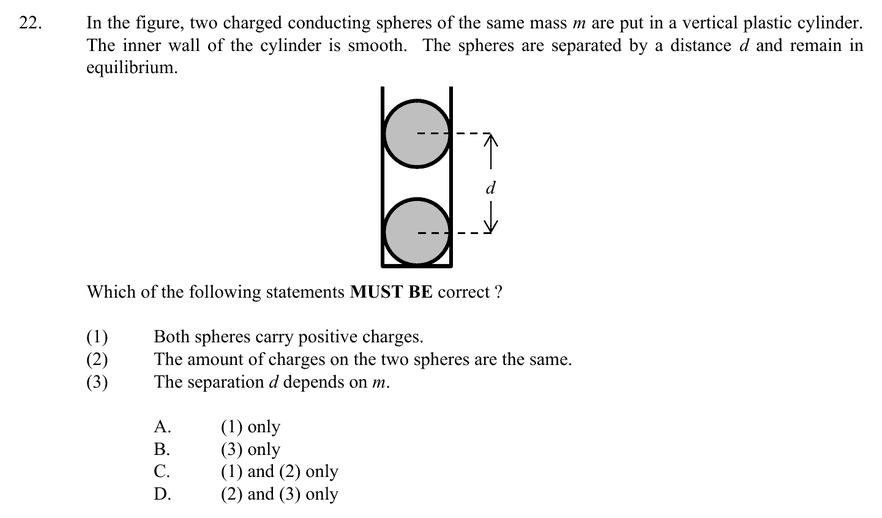 22. In the figure, two charged conducting spheres of the same mass m are put in a vertical plastic cylinder.
The inner wall of the cylinder is smooth. The spheres are separated by a distance d and remain in
equilibrium.
d
Which of the following statements MUST BE correct ?
(1) Both spheres carry positive charges.
(2) The amount of charges on the two spheres are the same.
(3) The separation d depends on m.
A. (1) only
B. (3) only
C. (1) and (2) only
D. (2) and (3) only